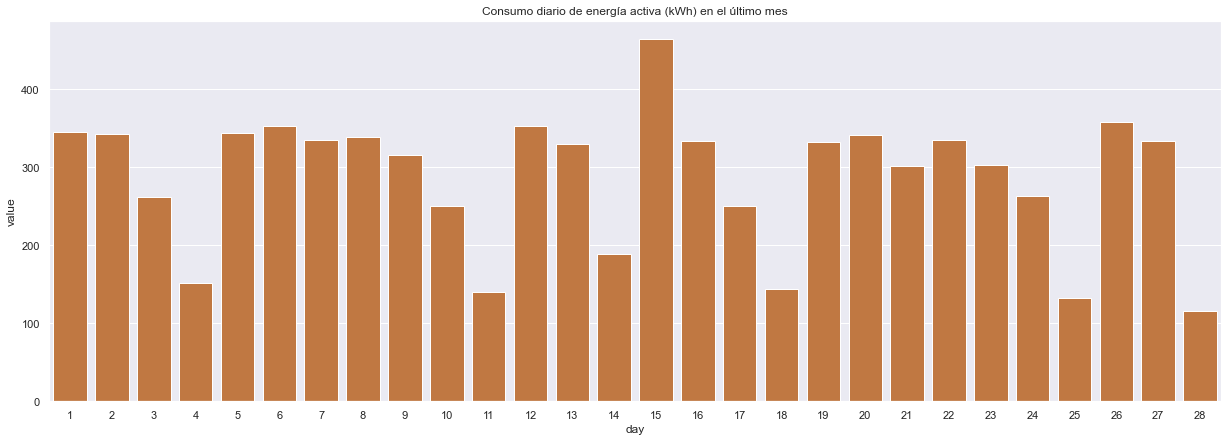 Consumo diario de energía activa (kWh) en el último mes
value
400
300
200
100
0
1 2 3 4 5 6 7 8 9 10 11 12 13 14 15 16 17 18 19 20 21 22 23 24 25 26 27 28
day